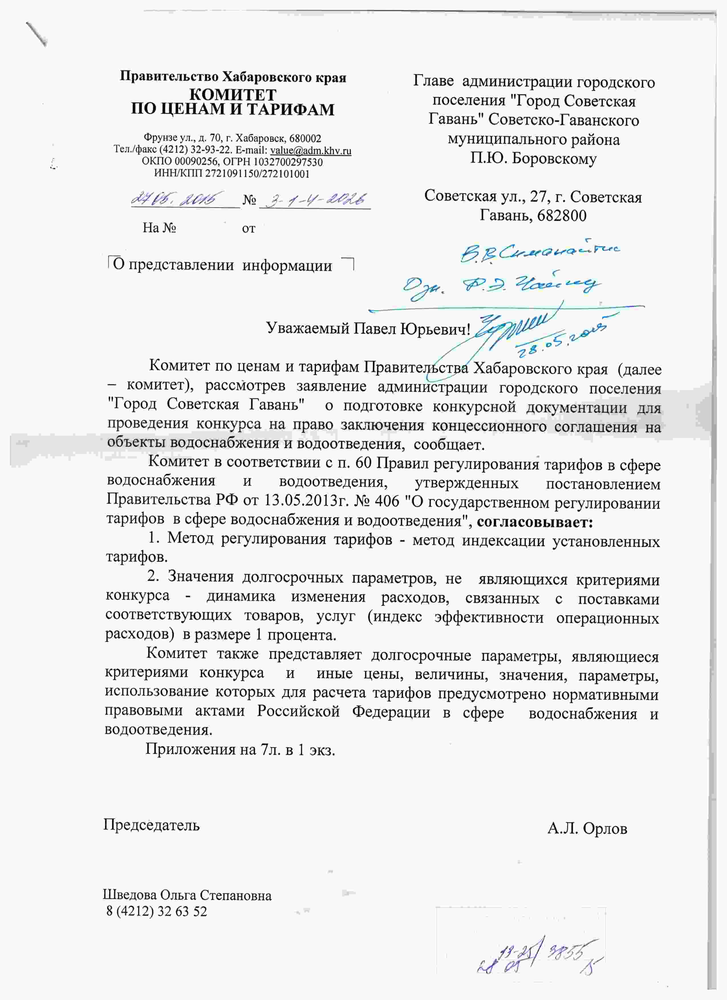 Правительство Хабаровского края
КОМИТЕТ
ПО ЦЕНАМ И ТАРИФАМ
Фрунзе ул., д. 70, г. Хабаровск, 680002
Тел./факс (4212) 32-93-22. E-mail: value@adm.khv.ru
ОКПО 00090256, ОГРН 1032700297530
ИНН/КПП 2721091150/272101001
27 05. 2015 № 3-1-4-2026
На № от
О представлении информации
Главе администрации городского
поселения "Город Советская
Гавань" Советско-Гаванского
муниципального района
П.Ю. Боровскому
Советская ул., 27, г. Советская
Гавань, 682800
В.В. Симанайтис
Р.Э.
28.05.2015
Уважаемый Павел Юрьевич!
Комитет по ценам и тарифам Правительства Хабаровского края (далее
– комитет), рассмотрев заявление администрации городского поселения
"Город Советская Гавань" о подготовке конкурсной документации для
проведения конкурса на право заключения концессионного соглашения на
объекты водоснабжения и водоотведения, сообщает.
Комитет в соответствии с п. 60 Правил регулирования тарифов в сфере
водоснабжения и водоотведения, утвержденных постановлением
Правительства РФ от 13.05.2013г. № 406 "О государственном регулировании
тарифов в сфере водоснабжения и водоотведения", согласовывает:
1. Метод регулирования тарифов - метод индексации установленных
тарифов.
2. Значения долгосрочных параметров, не являющихся критериями
конкурса - динамика изменения расходов, связанных с поставками
соответствующих товаров, услуг (индекс эффективности операционных
расходов) в размере 1 процента.
Комитет также представляет долгосрочные параметры, являющиеся
критериями конкурса и иные цены, величины, значения, параметры,
использование которых для расчета тарифов предусмотрено нормативными
правовыми актами Российской Федерации в сфере водоснабжения и
водоотведения.
Приложения на 7л. в 1 экз.
Председатель А.Л. Орлов
Шведова Ольга Степановна
8 (4212) 32 63 52
19-25/ 3855
28 05 15